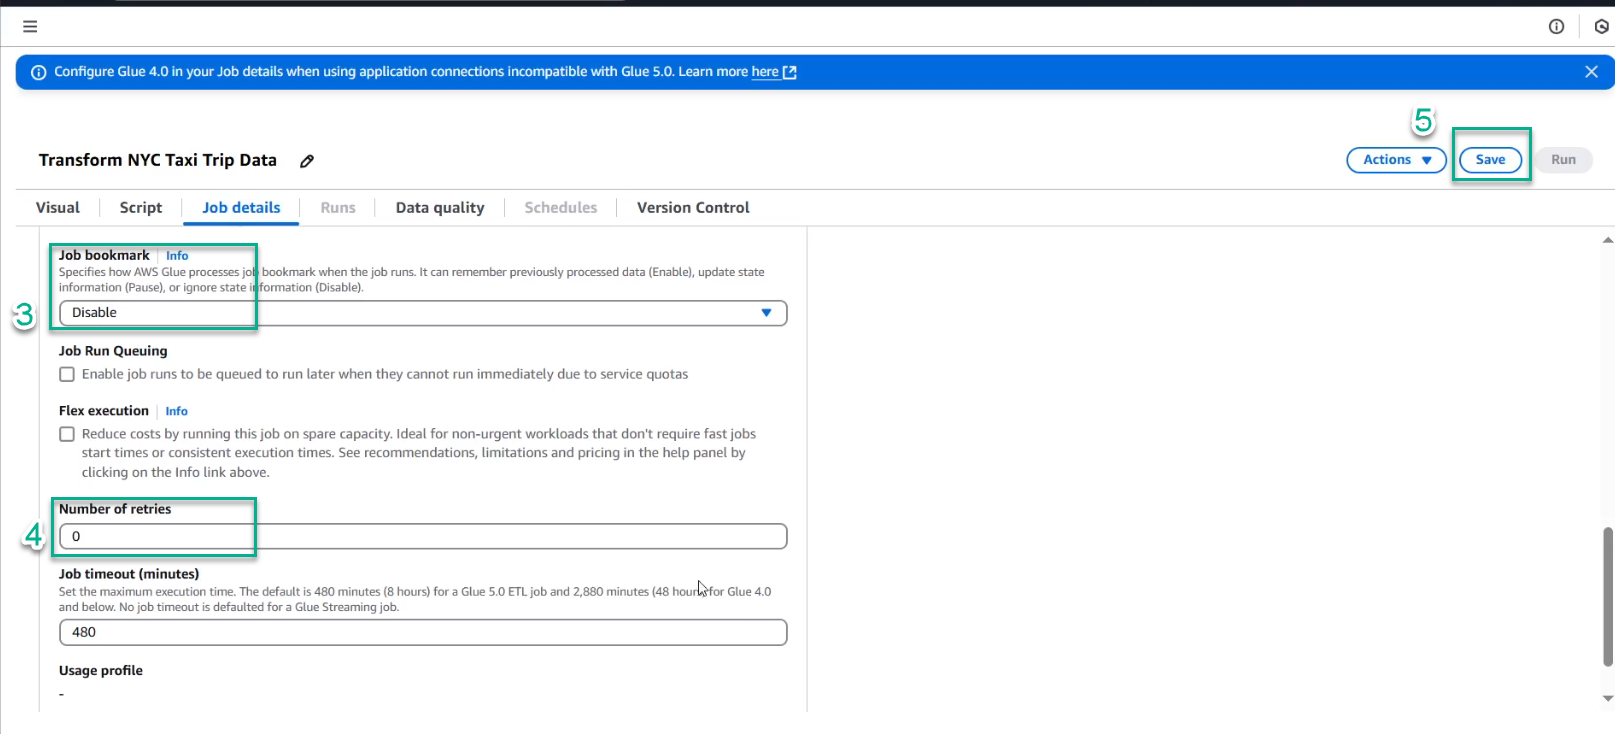 Configure Glue 4.0 in your Job details when using application connections incompatible with Glue 5.0. Learn more here
5
Transform NYC Taxi Trip Data
Actions
Save
Run
Visual
Script
Job details
Runs
Data quality
Schedules
Version Control
Job bookmark
Info
Specifies how AWS Glue processes job bookmark when the job runs. It can remember previously processed data (Enable), update state
information (Pause), or ignore state information (Disable).
3
Disable
Job Run Queuing
Enable job runs to be queued to run later when they cannot run immediately due to service quotas
Flex execution
Info
Reduce costs by running this job on spare capacity. Ideal for non-urgent workloads that don't require fast jobs
start times or consistent execution times. See recommendations, limitations and pricing in the help panel by
clicking on the Info link above.
Number of retries
4
0
Job timeout (minutes)
Set the maximum execution time. The default is 480 minutes (8 hours) for a Glue 5.0 ETL job and 2,880 minutes (48 hours) for Glue 4.0
and below. No job timeout is defaulted for a Glue Streaming job.
480
Usage profile
-